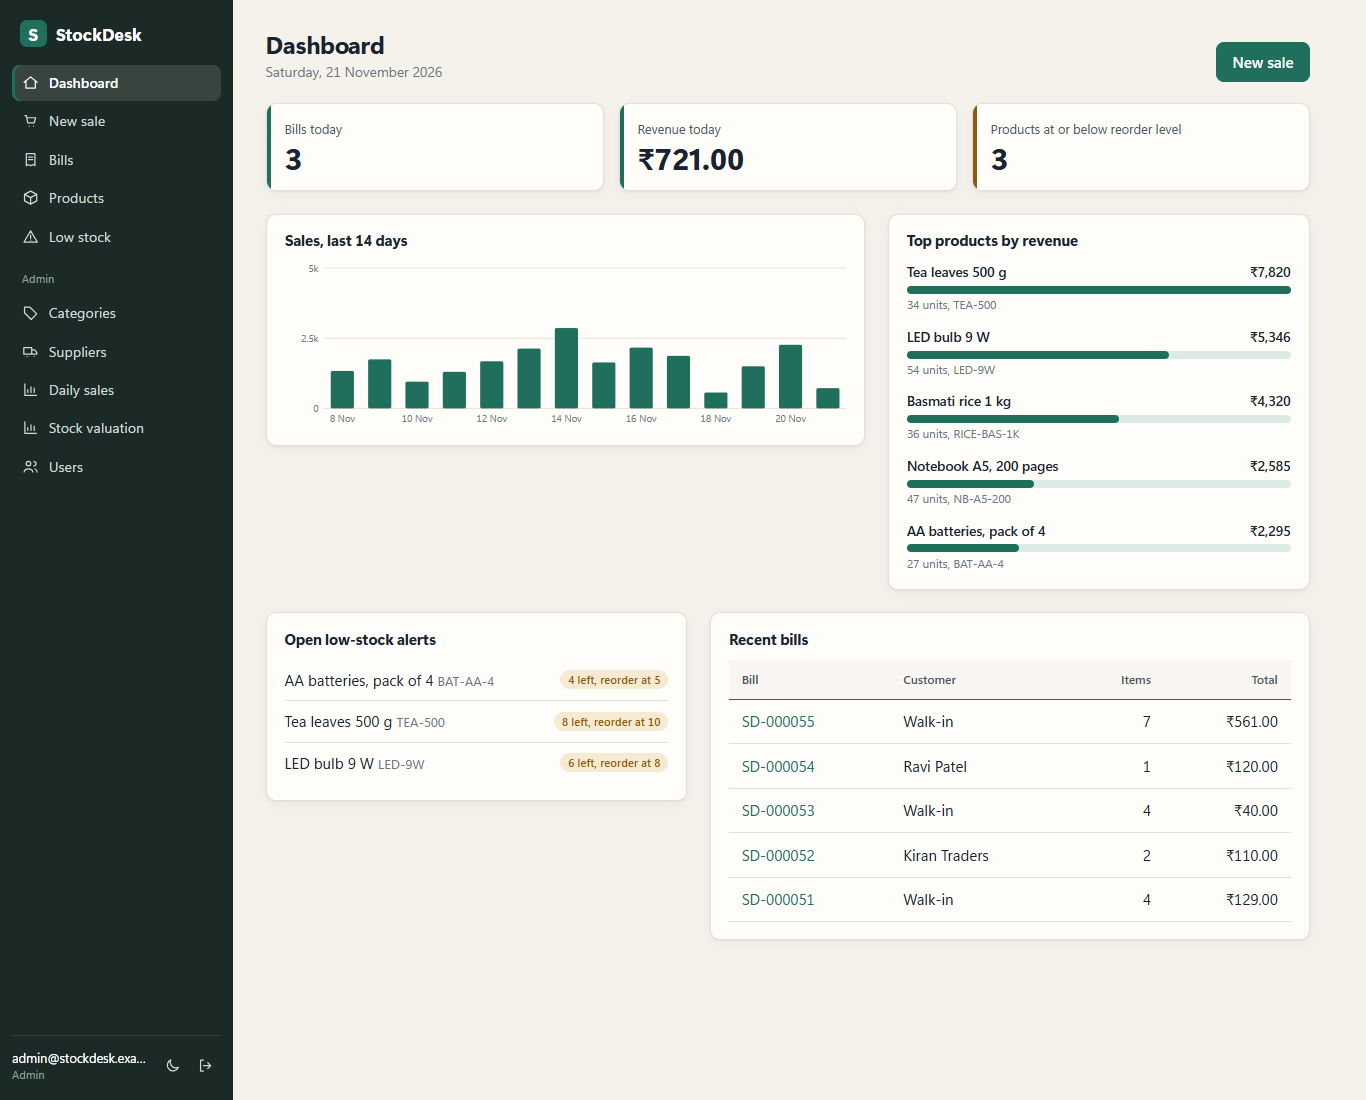 S StockDesk
Dashboard
New sale
Bills
Products
Low stock
Admin
Categories
Suppliers
Daily sales
Stock valuation
Users
admin@stockdesk.exa...
Admin
Dashboard
Saturday, 21 November 2026
New sale
Bills today
3
Revenue today
₹721.00
Products at or below reorder level
3
Sales, last 14 days
5k
2.5k
0
8 Nov 10 Nov 12 Nov 14 Nov 16 Nov 18 Nov 20 Nov
Top products by revenue
Tea leaves 500 g ₹7,820
34 units, TEA-500
LED bulb 9 W ₹5,346
54 units, LED-9W
Basmati rice 1 kg ₹4,320
36 units, RICE-BAS-1K
Notebook A5, 200 pages ₹2,585
47 units, NB-A5-200
AA batteries, pack of 4 ₹2,295
27 units, BAT-AA-4
Open low-stock alerts
AA batteries, pack of 4 BAT-AA-4 4 left, reorder at 5
Tea leaves 500 g TEA-500 8 left, reorder at 10
LED bulb 9 W LED-9W 6 left, reorder at 8
Recent bills
Bill Customer Items Total
SD-000055 Walk-in 7 ₹561.00
SD-000054 Ravi Patel 1 ₹120.00
SD-000053 Walk-in 4 ₹40.00
SD-000052 Kiran Traders 2 ₹110.00
SD-000051 Walk-in 4 ₹129.00